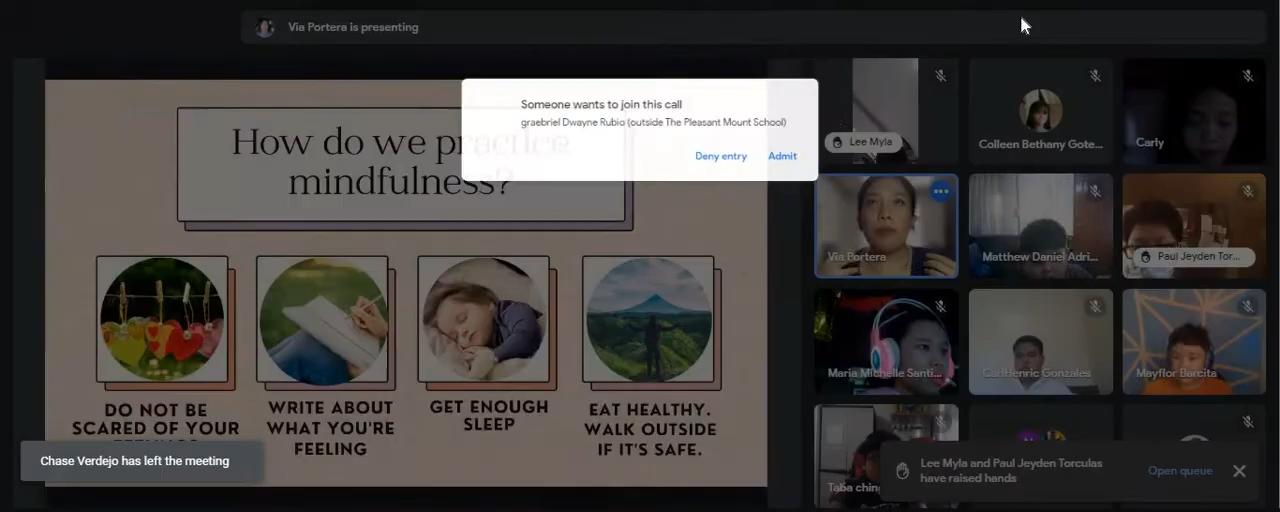 Via Portera is presenting
Someone wants to join this call
graebriel Dwayne Rubio (outside The Pleasant Mount School)
Deny entry
Admit
How do we practice
mindfulness?
DO NOT BE
SCARED OF YOUR
WRITE ABOUT
WHAT YOU'RE
FEELING
GET ENOUGH
SLEEP
EAT HEALTHY.
WALK OUTSIDE
IF IT'S SAFE.
Chase Verdejo has left the meeting
Lee Myla
Colleen Bethany Gote...
Carly
Via Portera
Matthew Daniel Adri...
Paul Jeyden Tor...
Maria Michelle Santi...
CarlHenric Gonzales
Mayflor Barcita
Taba ching
Lee Myla and Paul Jeyden Torculas
have raised hands
Open queue